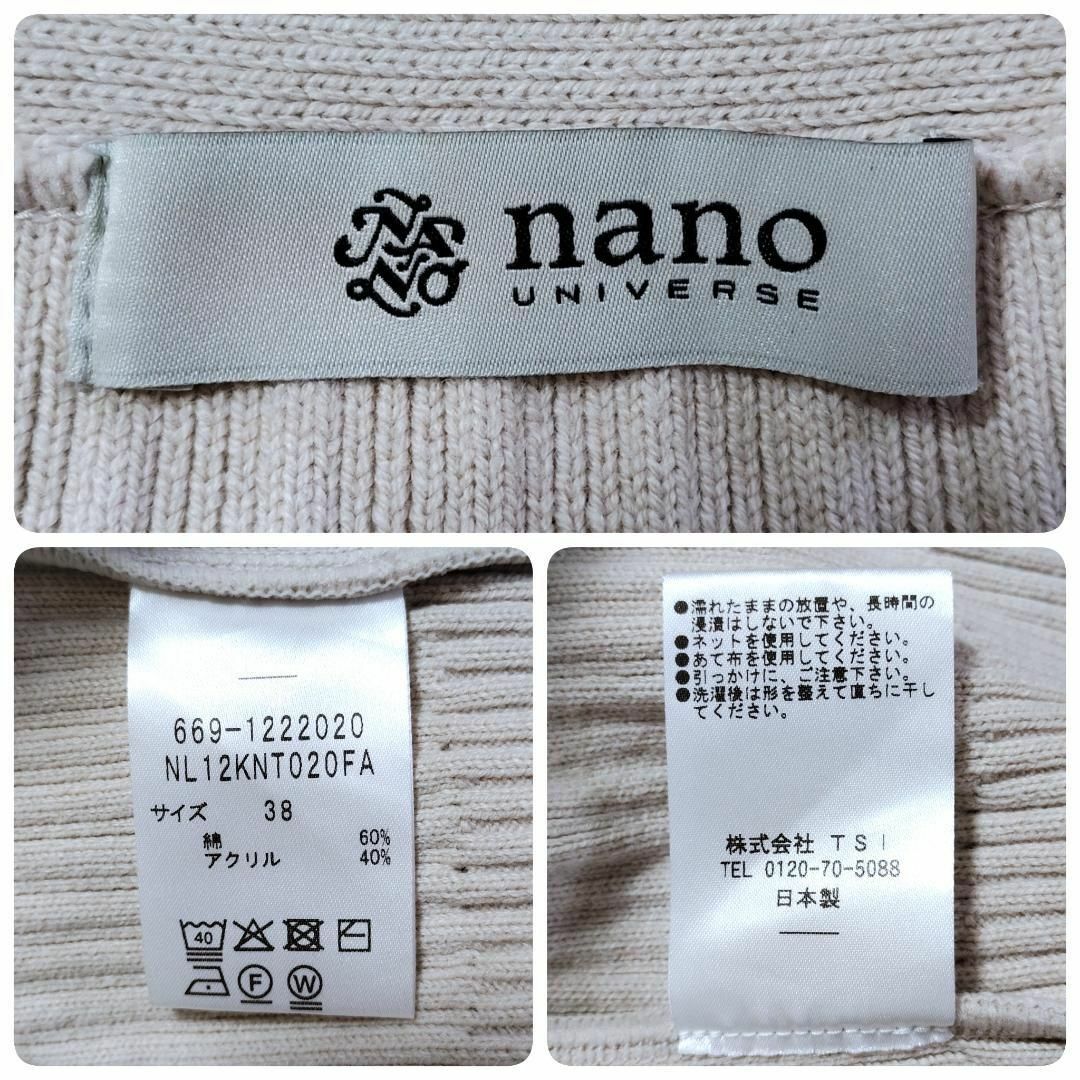 NANO
nano
UNIVERSE
669-1222020
NL12KNT020FA
サイズ 38
綿 60%
アクリル 40%
40
F W
●濡れたままの放置や、長時間の
浸漬はしないで下さい。
●ネットを使用してください。
●あて布を使用してください。
●引っかけに、ご注意下さい。
●洗濯後は形を整えて直ちに干し
てください。
株式会社 TSI
TEL 0120-70-5088
日本製